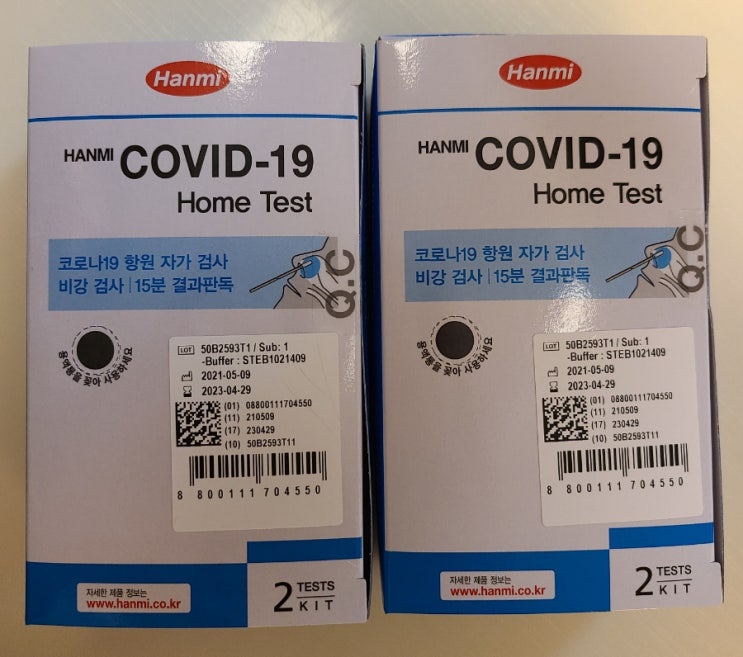 Hanmi
HANMI COVID-19
Home Test
코로나19 항원 자가 검사
비강 검사 | 15분 결과판독
Q.C
용액통을 꽂아 사용하세요
LOT 50B2593T1 / Sub: 1
-Buffer : STEB1021409
2021-05-09
2023-04-29
(01) 08800111704550
(11) 210509
(17) 230429
(10) 50B2593T11
8 800111 704550
자세한 제품 정보는
www.hanmi.co.kr
2 TESTS
KIT
Hanmi
HANMI COVID-19
Home Test
코로나19 항원 자가 검사
비강 검사 | 15분 결과판독
Q.C
용액통을 꽂아 사용하세요
LOT 50B2593T1 / Sub: 1
-Buffer : STEB1021409
2021-05-09
2023-04-29
(01) 08800111704550
(11) 210509
(17) 230429
(10) 50B2593T11
8 800111 704550
자세한 제품 정보는
www.hanmi.co.kr
2 TESTS
KIT